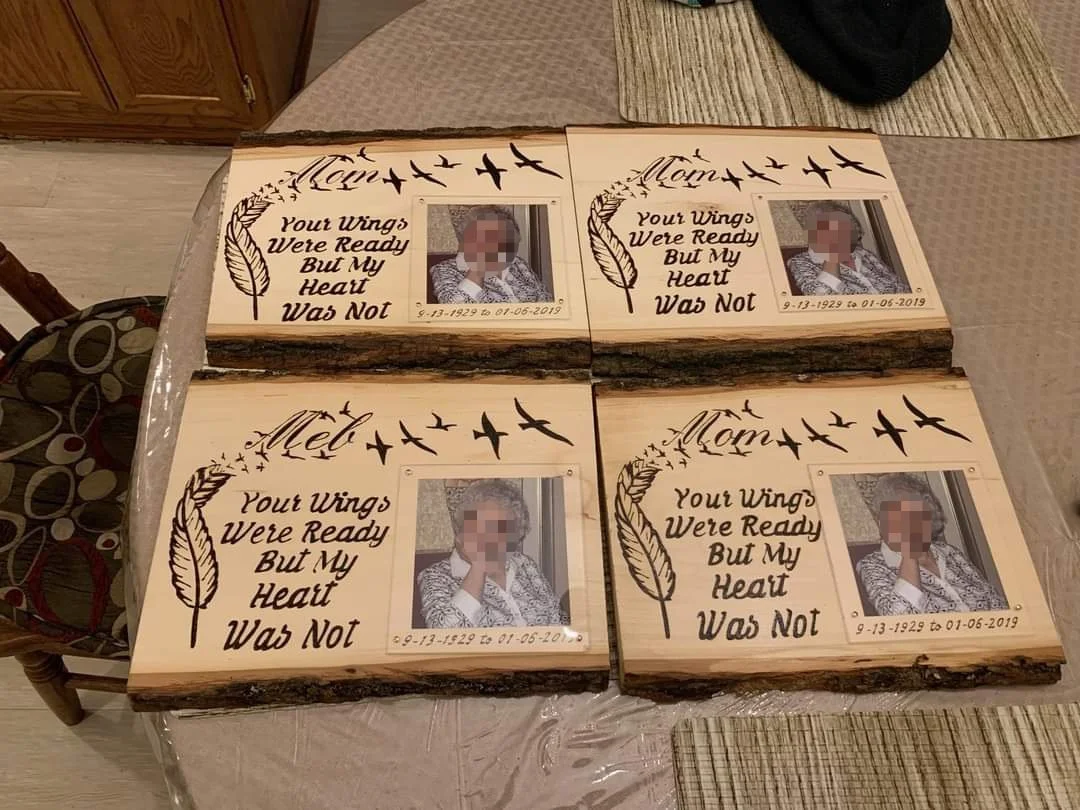 Mom
Your Wings
Were Ready
But My
Heart
Was Not
9-13-1929 to 01-06-2019
Mom
Your Wings
Were Ready
But My
Heart
Was Not
9-13-1929 to 01-06-2019
Meb
Your Wings
Were Ready
But My
Heart
Was Not
9-13-1929 to 01-06-2019
Mom
Your Wings
Were Ready
But My
Heart
Was Not
9-13-1929 to 01-06-2019